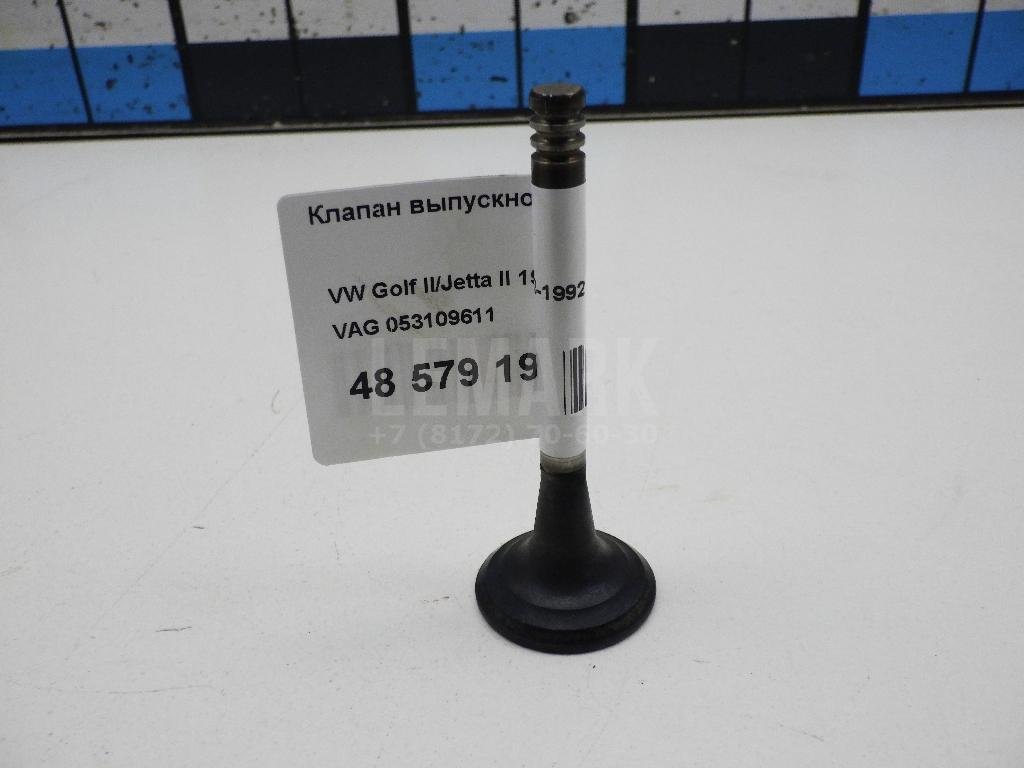 Клапан выпускно
VW Golf II/Jetta II 19
-1992
VAG 053109611
48 579 19
LEMARK
+7 (8172) 70-60-30